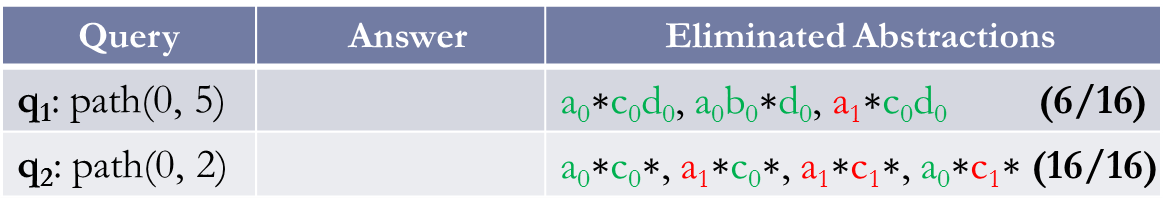 Query Answer Eliminated Abstractions
q₁: path(0, 5) a₀*c₀d₀, a₀b₀*d₀, a₁*c₀d₀ (6/16)
q₂: path(0, 2) a₀*c₀*, a₁*c₀*, a₁*c₁*, a₀*c₁* (16/16)